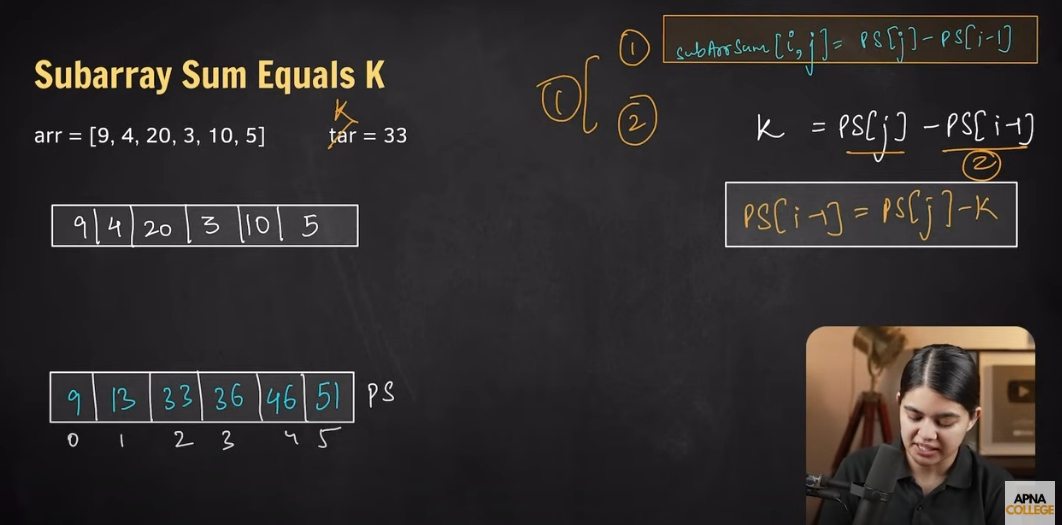 Subarray Sum Equals K
K
arr = [9, 4, 20, 3, 10, 5]
tar = 33
9 4 20 3 10 5
9 13 33 36 46 51 PS
0 1 2 3 4 5
1
1
2
subArrSum[i, j] = PS[j] - PS[i-1]
K = PS[j] - PS[i-1]
2
PS[i-1] = PS[j] - K
APNA
COLLEGE